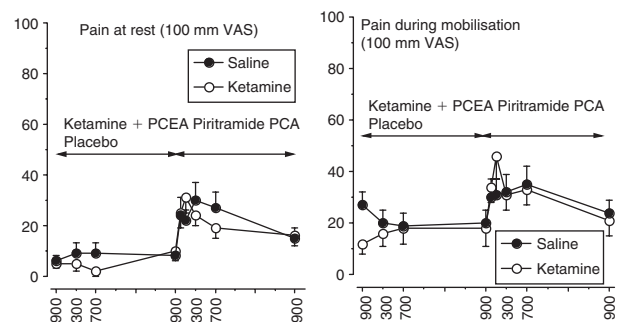 Pain at rest (100 mm VAS)
100
80
60
40
20
0
Saline
Ketamine
Ketamine + PCEA Piritramide PCA
Placebo
900
300
700
900
300
700
900
Pain during mobilisation
(100 mm VAS)
100
80
60
40
20
0
Ketamine + PCEA Piritramide PCA
Placebo
Saline
Ketamine
900
300
700
900
300
700
900